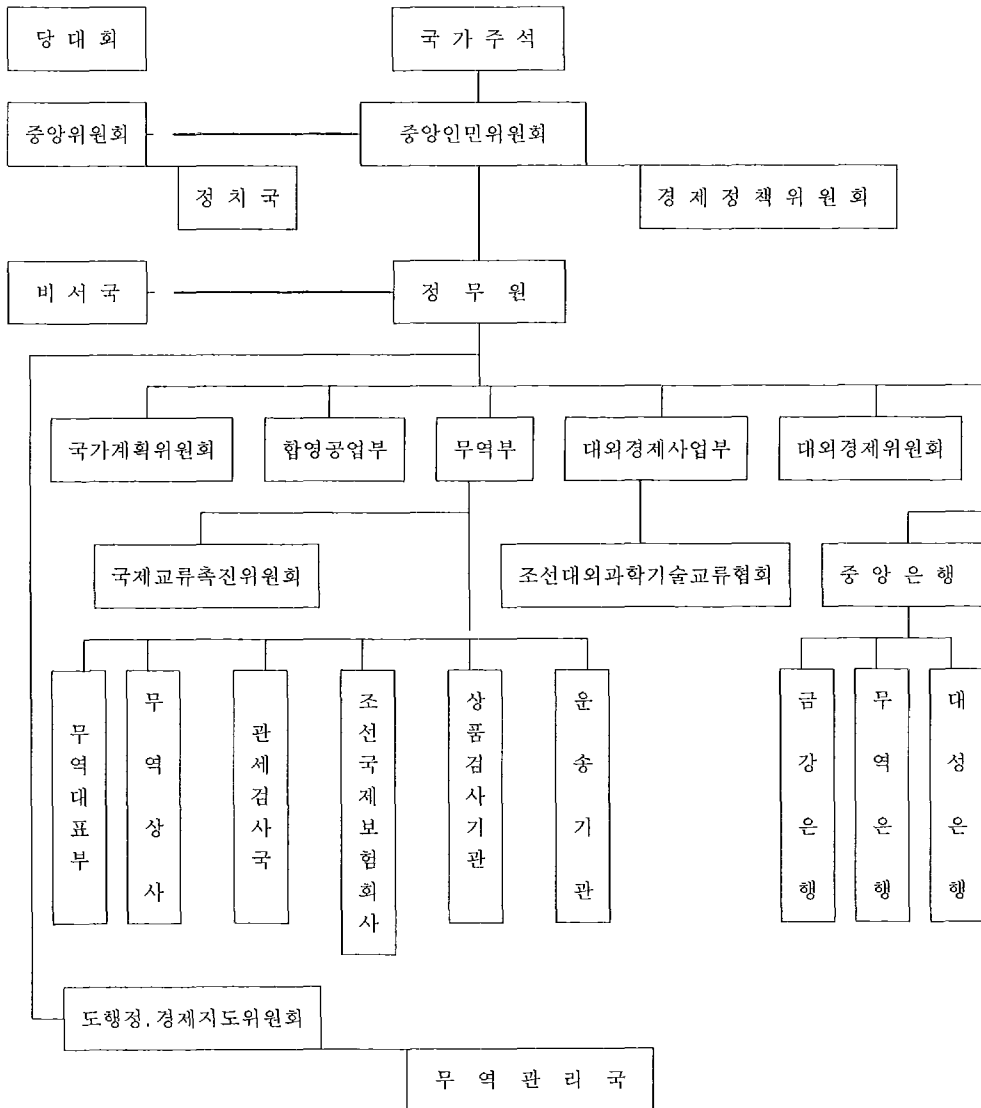 당 대 회
국 가 주 석
중앙위원회
중앙인민위원회
정 치 국
경 제 정 책 위 원 회
비 서 국
정 무 원
국가계획위원회
합영공업부
무역부
대외경제사업부
대외경제위원회
국제교류촉진위원회
조선대외과학기술교류협회
중 앙 은 행
무역대표부
무역상사
관세검사국
조선국제보험회사
상품검사기관
운송기관
금강은행
무역은행
대성은행
도행정.경제지도위원회
무 역 관 리 국